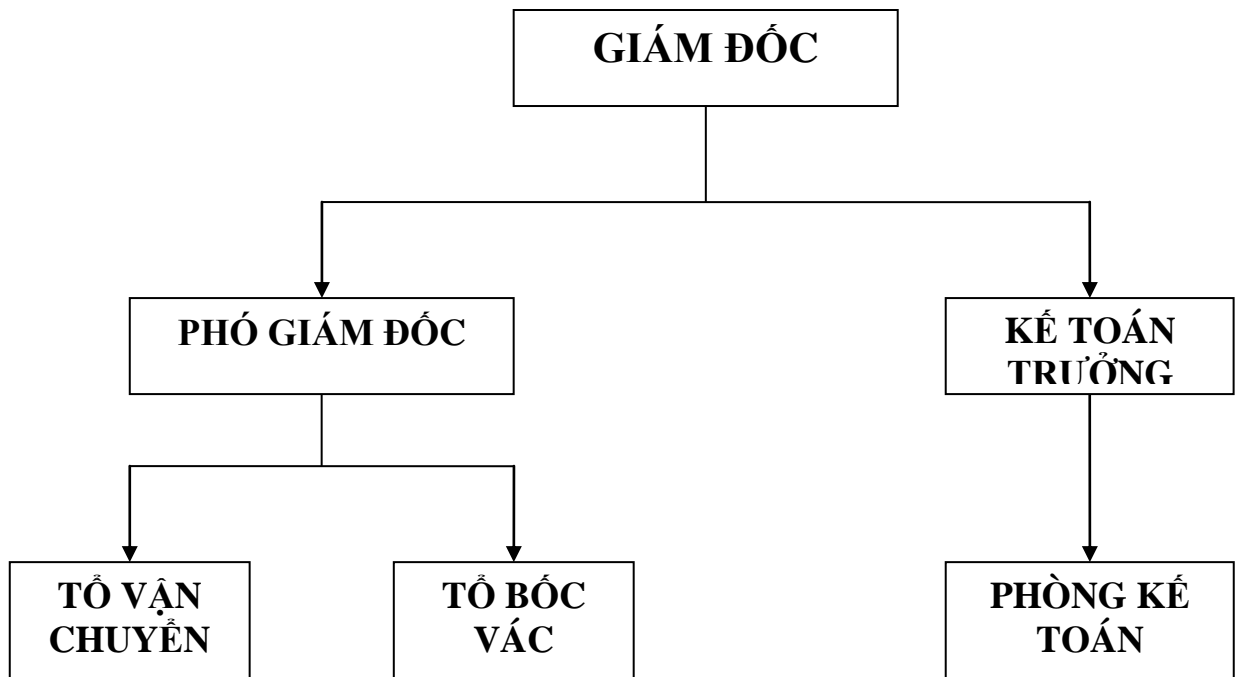 GIÁM ĐỐC
PHÓ GIÁM ĐỐC
KẾ TOÁN
TRƯỞNG
TỔ VẬN
CHUYỂN
TỔ BỐC
VÁC
PHÒNG KẾ
TOÁN